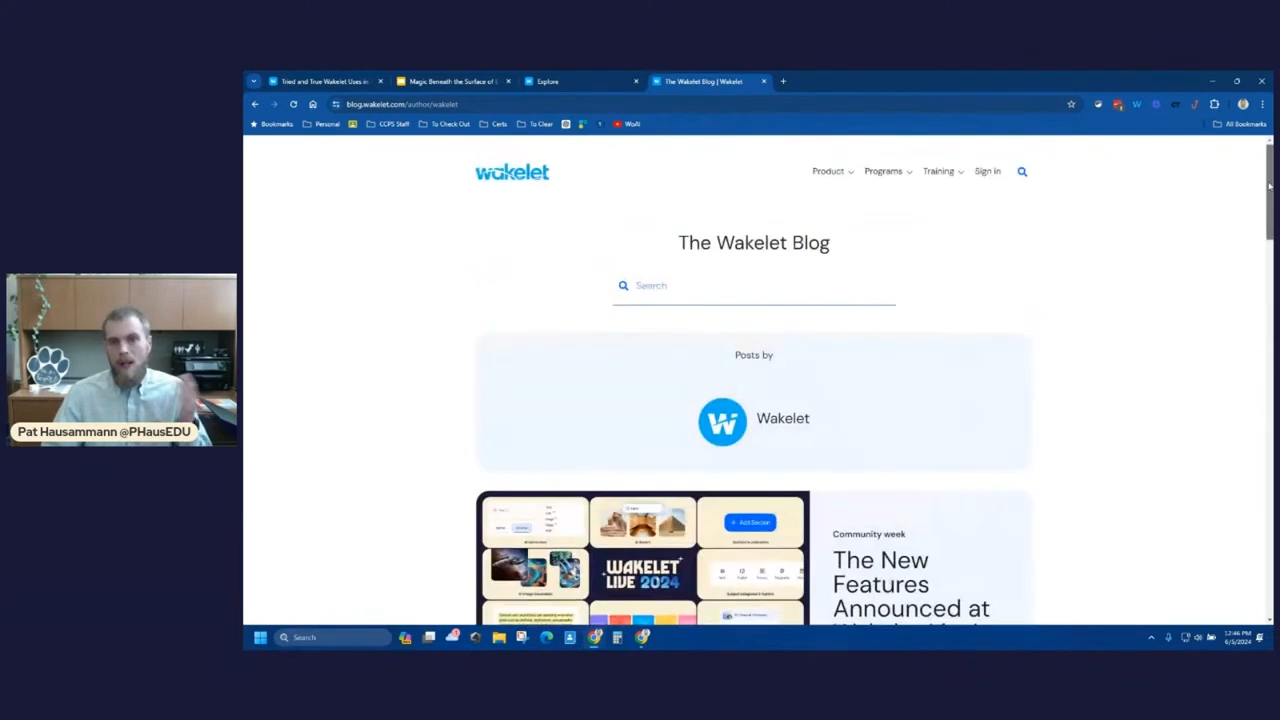 Tried and True Wakelet Uses in
Magic Beneath the Surface of
Explore
The Wakelet Blog | Wakelet
blog.wakelet.com/author/wakelet
Bookmarks
Personal
CCPS Staff
To Check Out
Certs
To Clear
WoAI
All Bookmarks
wakelet
Product
Programs
Training
Sign in
The Wakelet Blog
Search
Posts by
W
Wakelet
Add Section
WAKELET
LIVE 2024
Community week
The New
Features
Announced at
Pat Hausammann @PHausEDU
Search
12:46 PM
6/5/2024